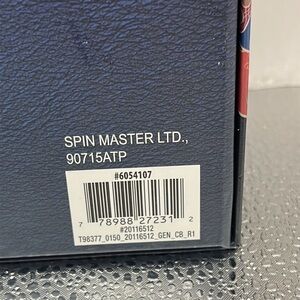 SPIN MASTER LTD.,
90715ATP
#6054107
7 78988 27231 2
#20116512
T98377_0150_20116512_GEN_CB_R1